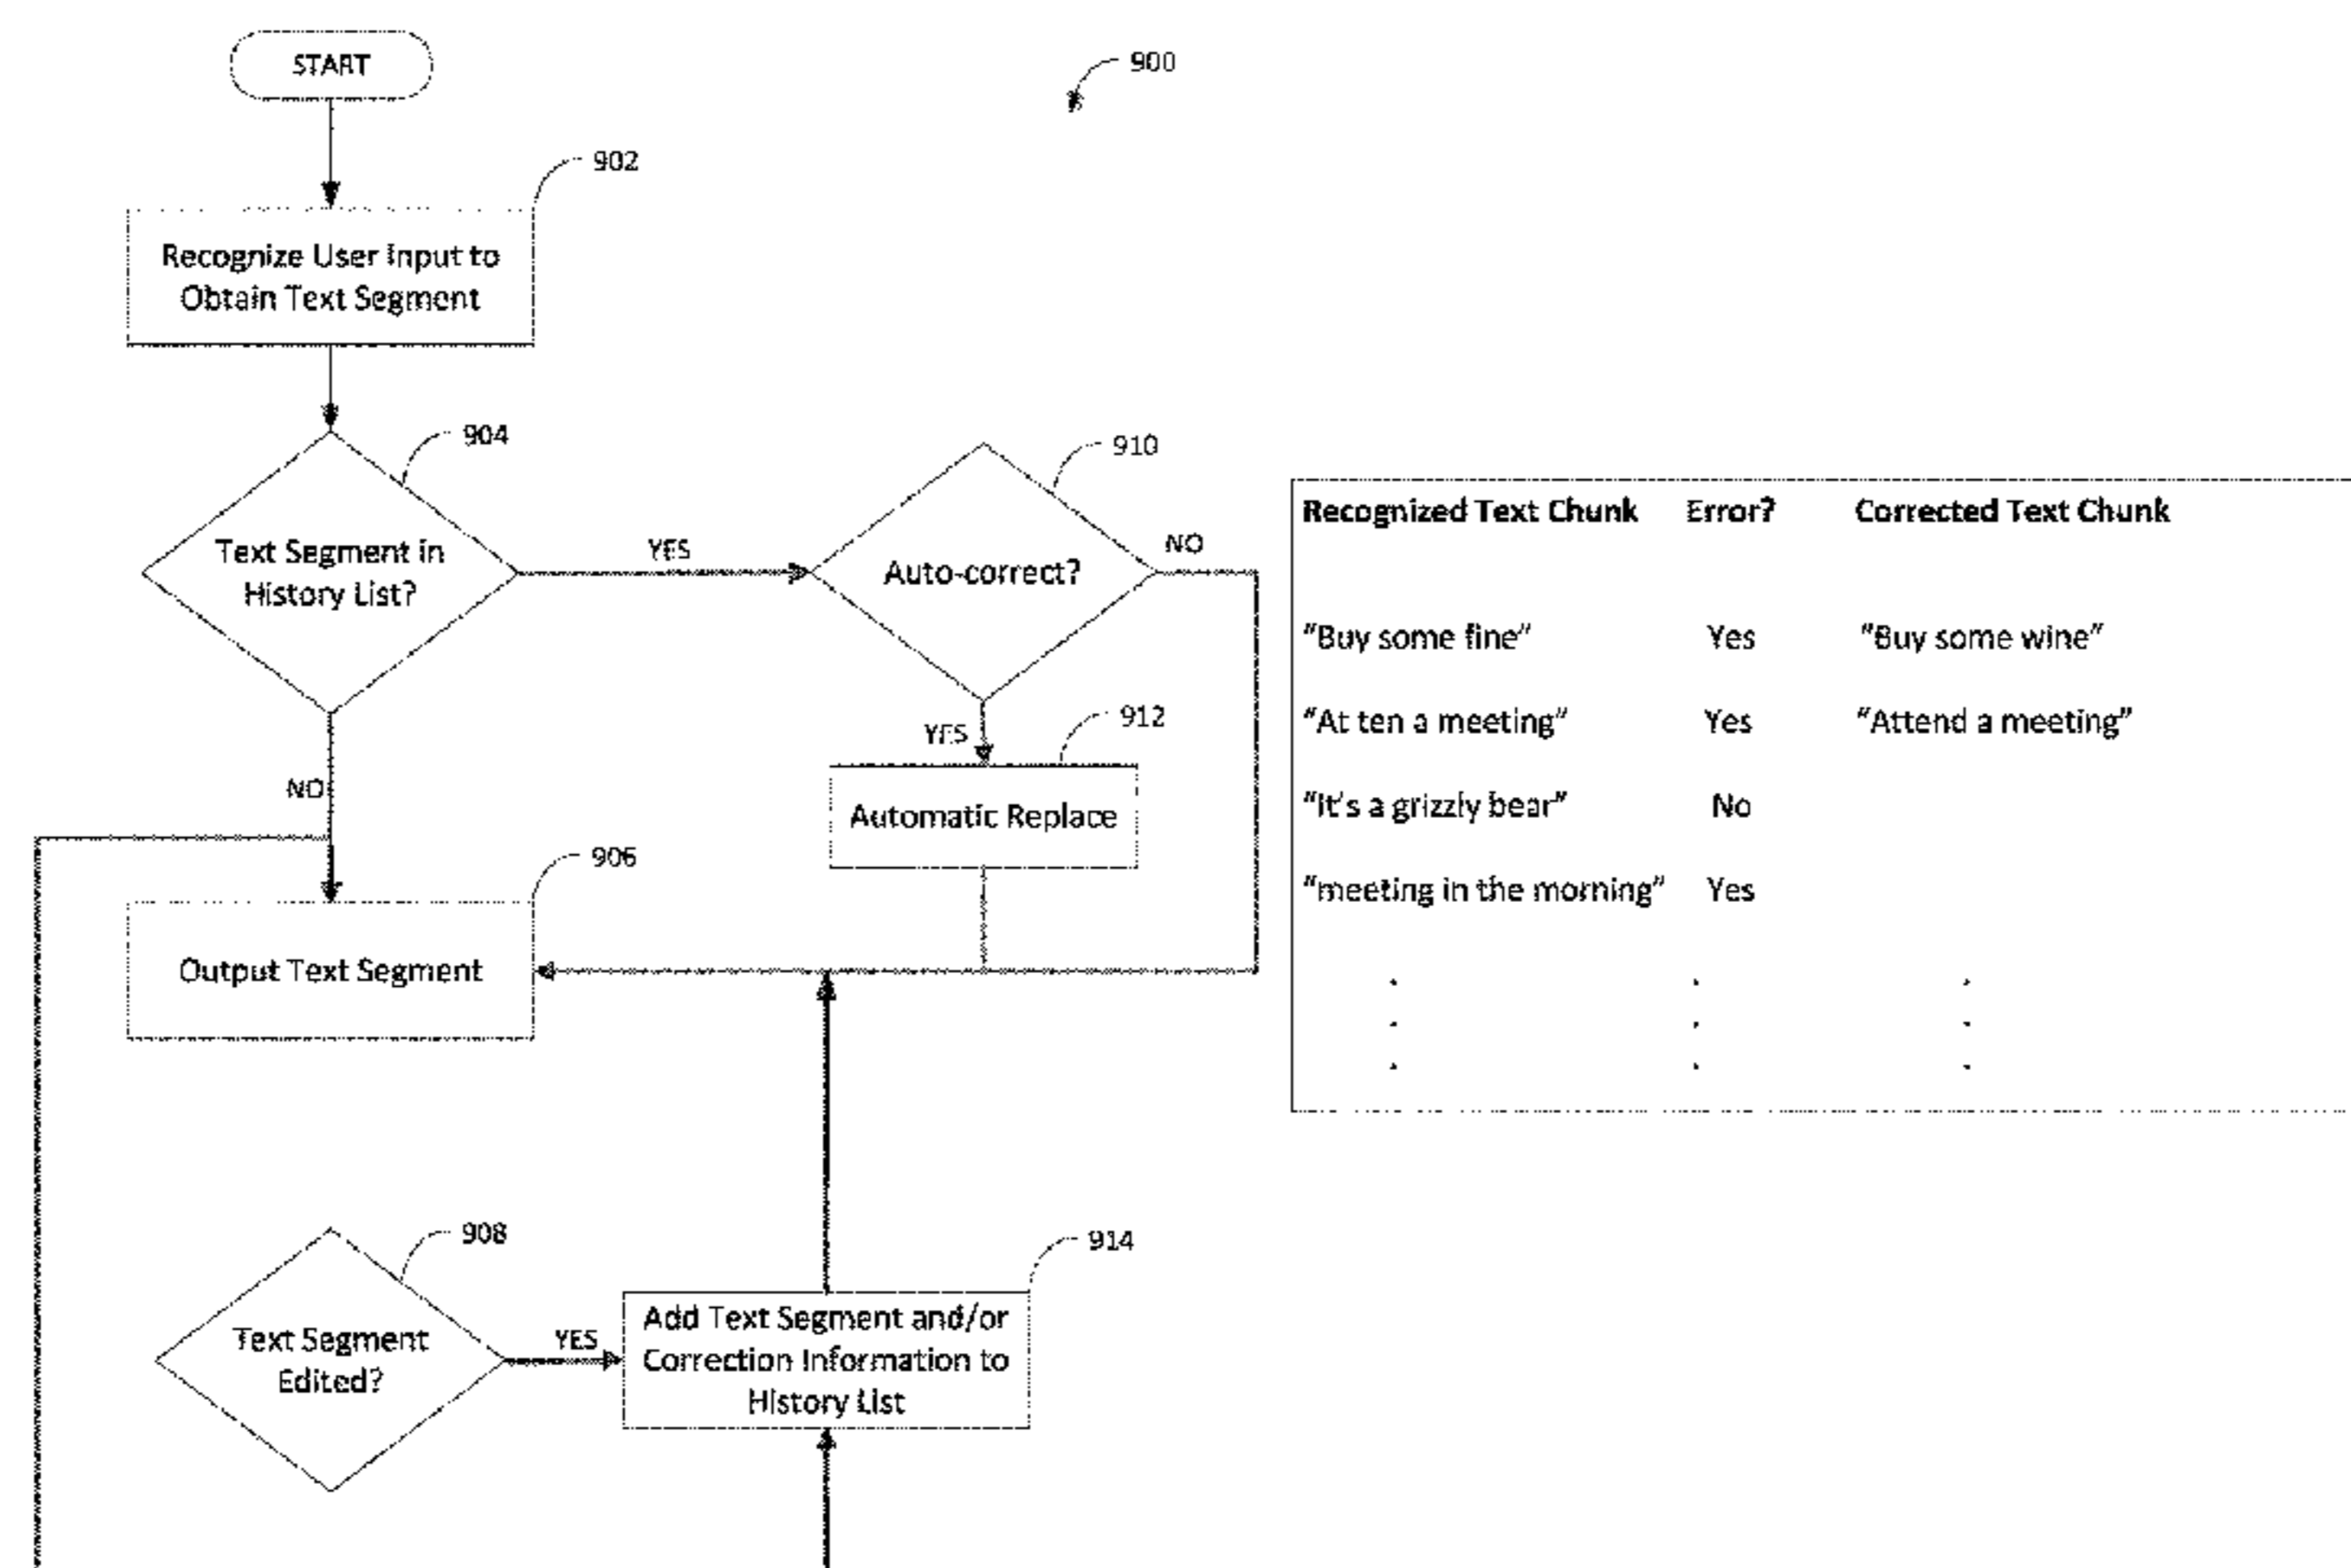 START
900
902
Recognize User Input to
Obtain Text Segment
904
Text Segment in
History List?
YES
910
Auto-correct?
NO
YES
912
Automatic Replace
NO
906
Output Text Segment
908
Text Segment
Edited?
YES
914
Add Text Segment and/or
Correction Information to
History List
Recognized Text Chunk Error? Corrected Text Chunk
"Buy some fine" Yes "Buy some wine"
"At ten a meeting" Yes "Attend a meeting"
"It's a grizzly bear" No
"meeting in the morning" Yes
. . .
. . .
. . .